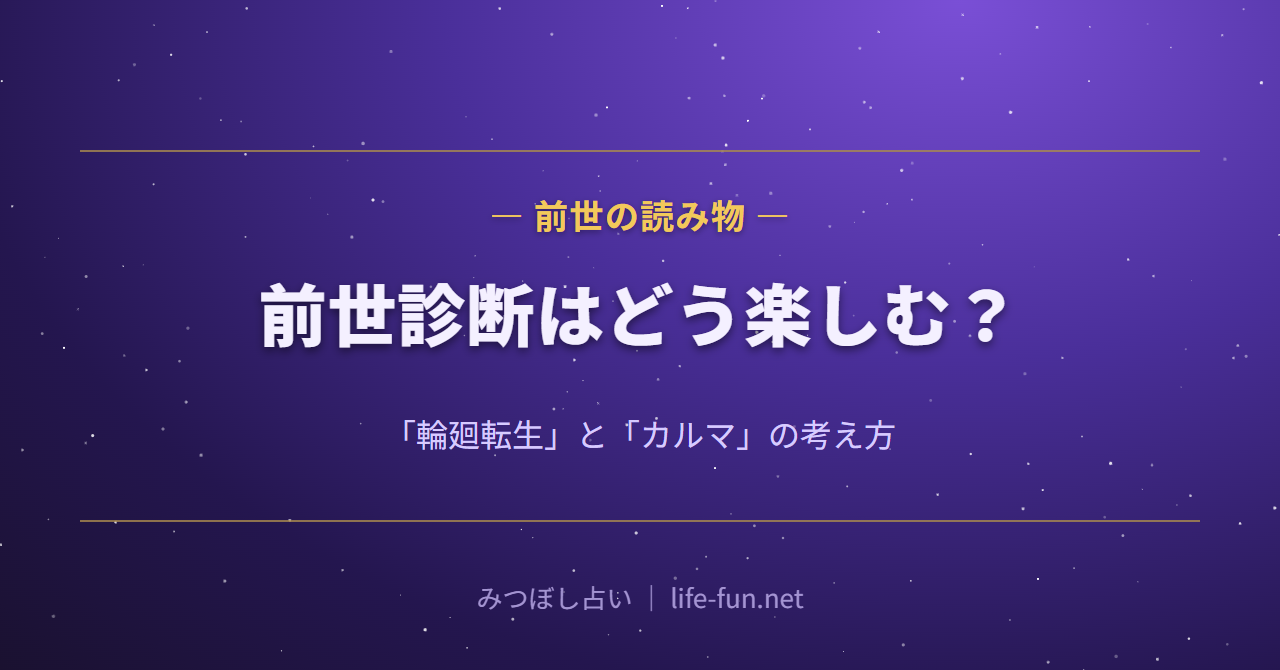 ― 前世の読み物 ―
前世診断はどう楽しむ？
「輪廻転生」と「カルマ」の考え方
みつぼし占い ｜ life-fun.net